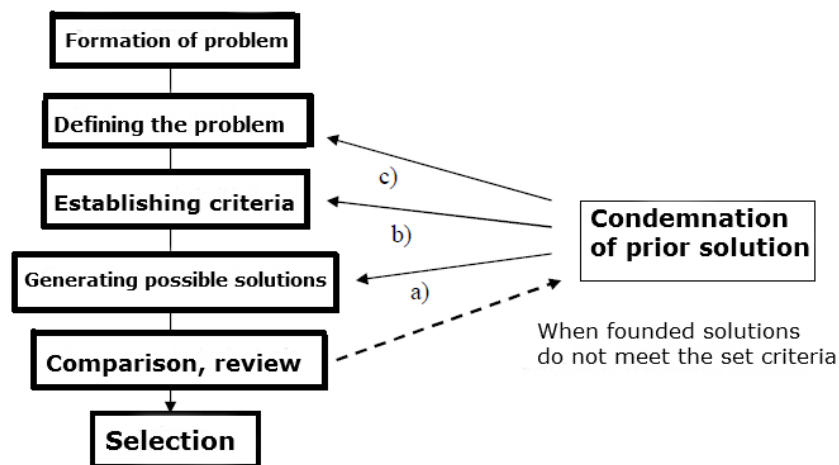 Formation of problem
Defining the problem
Establishing criteria
Generating possible solutions
Comparison, review
Selection
c)
b)
a)
Condemnation
of prior solution
When founded solutions
do not meet the set criteria